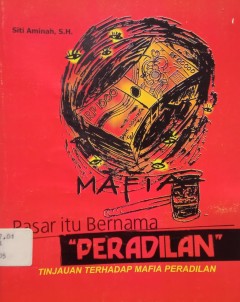 Siti Aminah, S.H.
MAFIA
Pasar itu Bernama
"PERADILAN"
TINJAUAN TERHADAP MAFIA PERADILAN